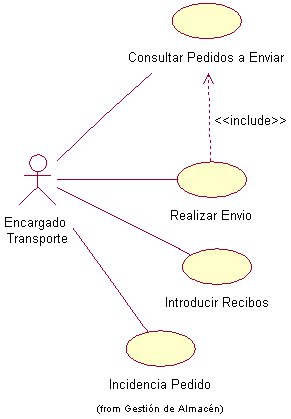 Consultar Pedidos a Enviar
<<include>>
Encargado
Transporte
Realizar Envio
Introducir Recibos
Incidencia Pedido
(from Gestión de Almacén)